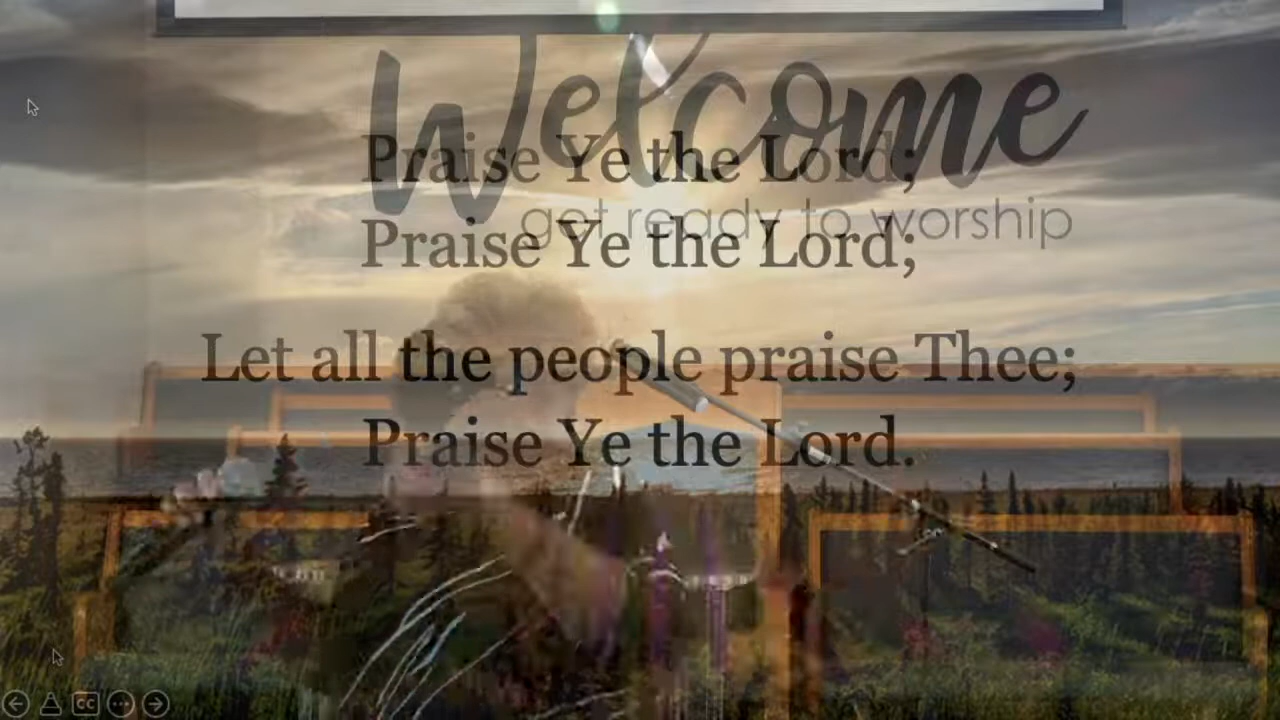 Welcome
Praise Ye the Lord;
get ready to worship
Praise Ye the Lord;
Let all the people praise Thee;
Praise Ye the Lord.
CC